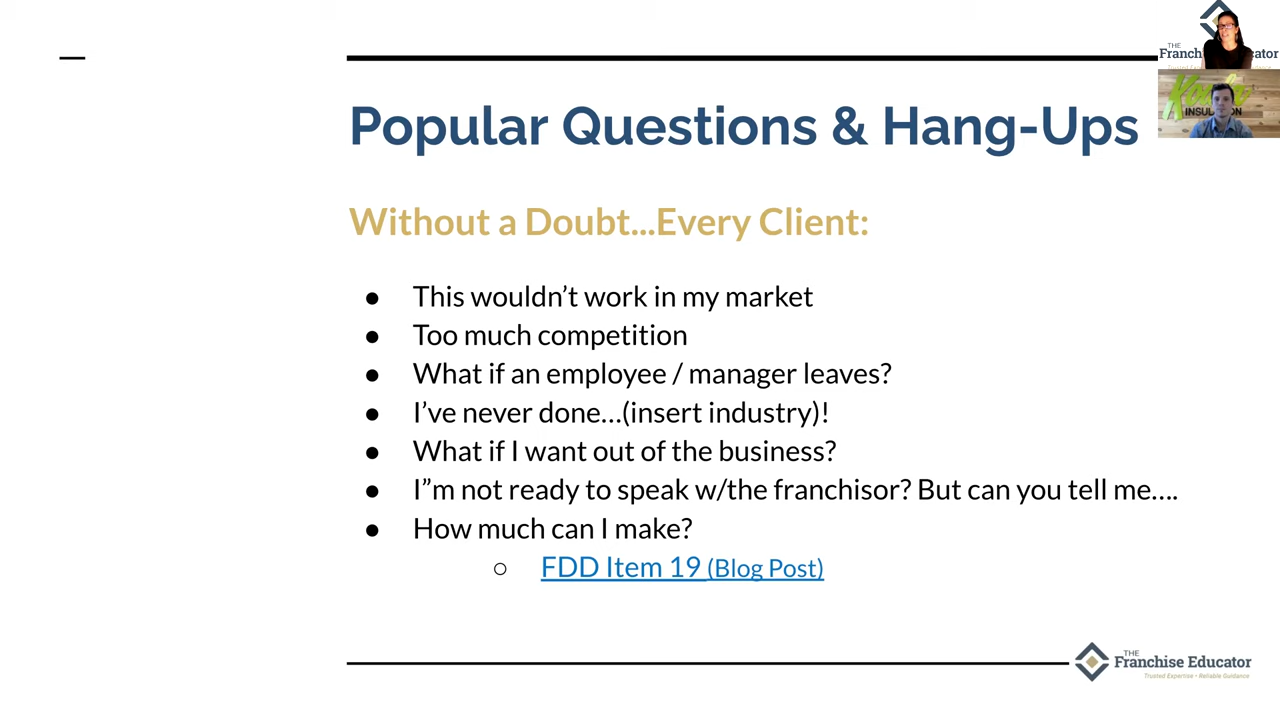 Popular Questions & Hang-Ups
Without a Doubt...Every Client:
● This wouldn’t work in my market
● Too much competition
● What if an employee / manager leaves?
● I’ve never done...(insert industry)!
● What if I want out of the business?
● I”m not ready to speak w/the franchisor? But can you tell me....
● How much can I make?
○ FDD Item 19 (Blog Post)
THE
Franchise Educator
Trusted Expertise • Reliable Guidance
THE
INSULATION